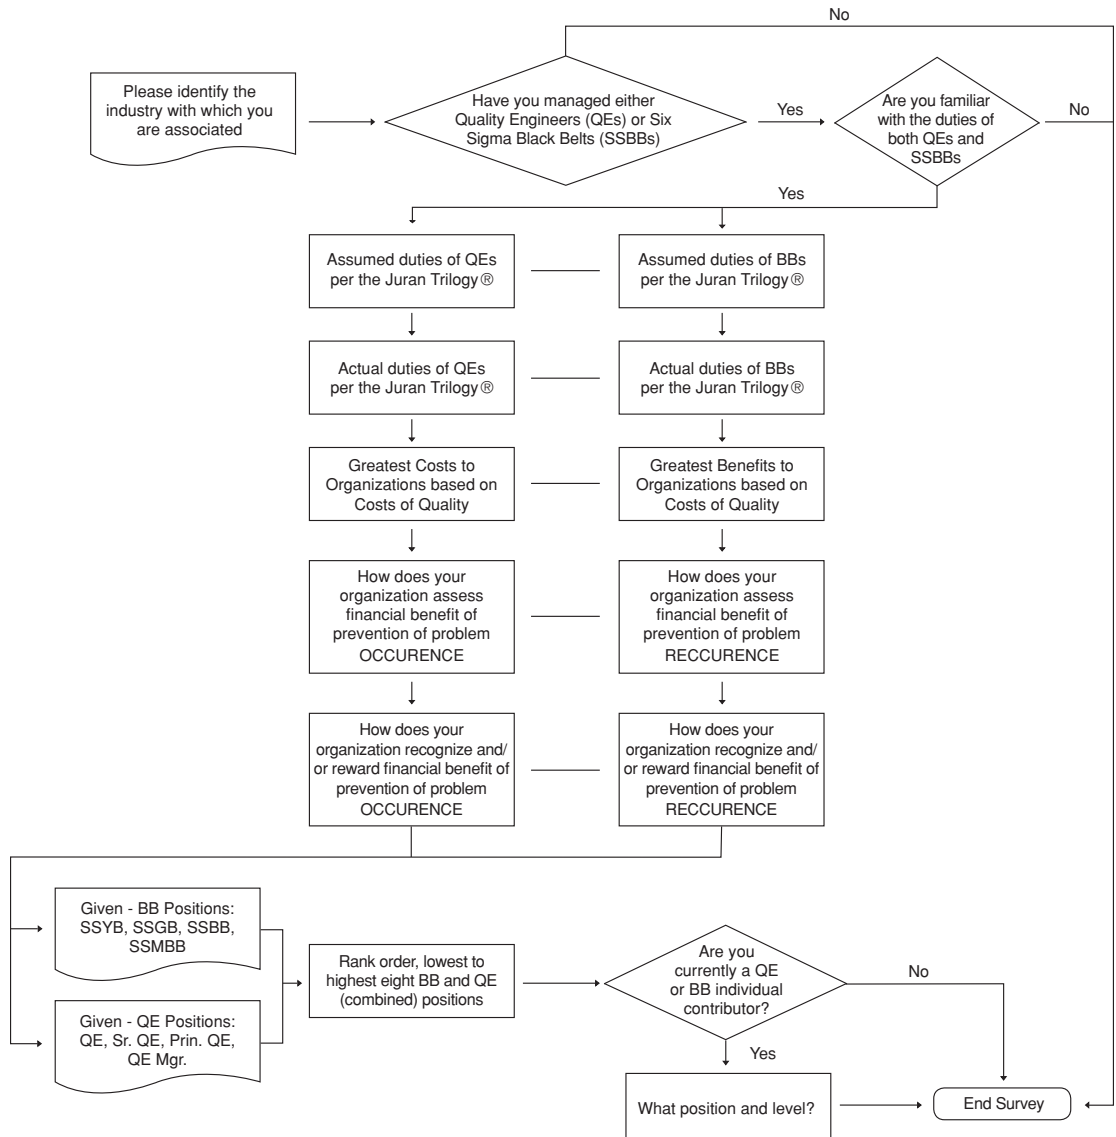 No
Please identify the
industry with which you
are associated
Have you managed either
Quality Engineers (QEs) or Six
Sigma Black Belts (SSBBs)
Yes
Are you familiar
with the duties of
both QEs and
SSBBs
No
Yes
Assumed duties of QEs
per the Juran Trilogy®
Assumed duties of BBs
per the Juran Trilogy®
Actual duties of QEs
per the Juran Trilogy®
Actual duties of BBs
per the Juran Trilogy®
Greatest Costs to
Organizations based on
Costs of Quality
Greatest Benefits to
Organizations based on
Costs of Quality
How does your
organization assess
financial benefit of
prevention of problem
OCCURENCE
How does your
organization assess
financial benefit of
prevention of problem
RECCURENCE
How does your
organization recognize and/
or reward financial benefit of
prevention of problem
OCCURENCE
How does your
organization recognize and/
or reward financial benefit of
prevention of problem
RECCURENCE
Given - BB Positions:
SSYB, SSGB, SSBB,
SSMBB
Given - QE Positions:
QE, Sr. QE, Prin. QE,
QE Mgr.
Rank order, lowest to
highest eight BB and QE
(combined) positions
Are you
currently a QE
or BB individual
contributor?
No
Yes
What position and level?
End Survey